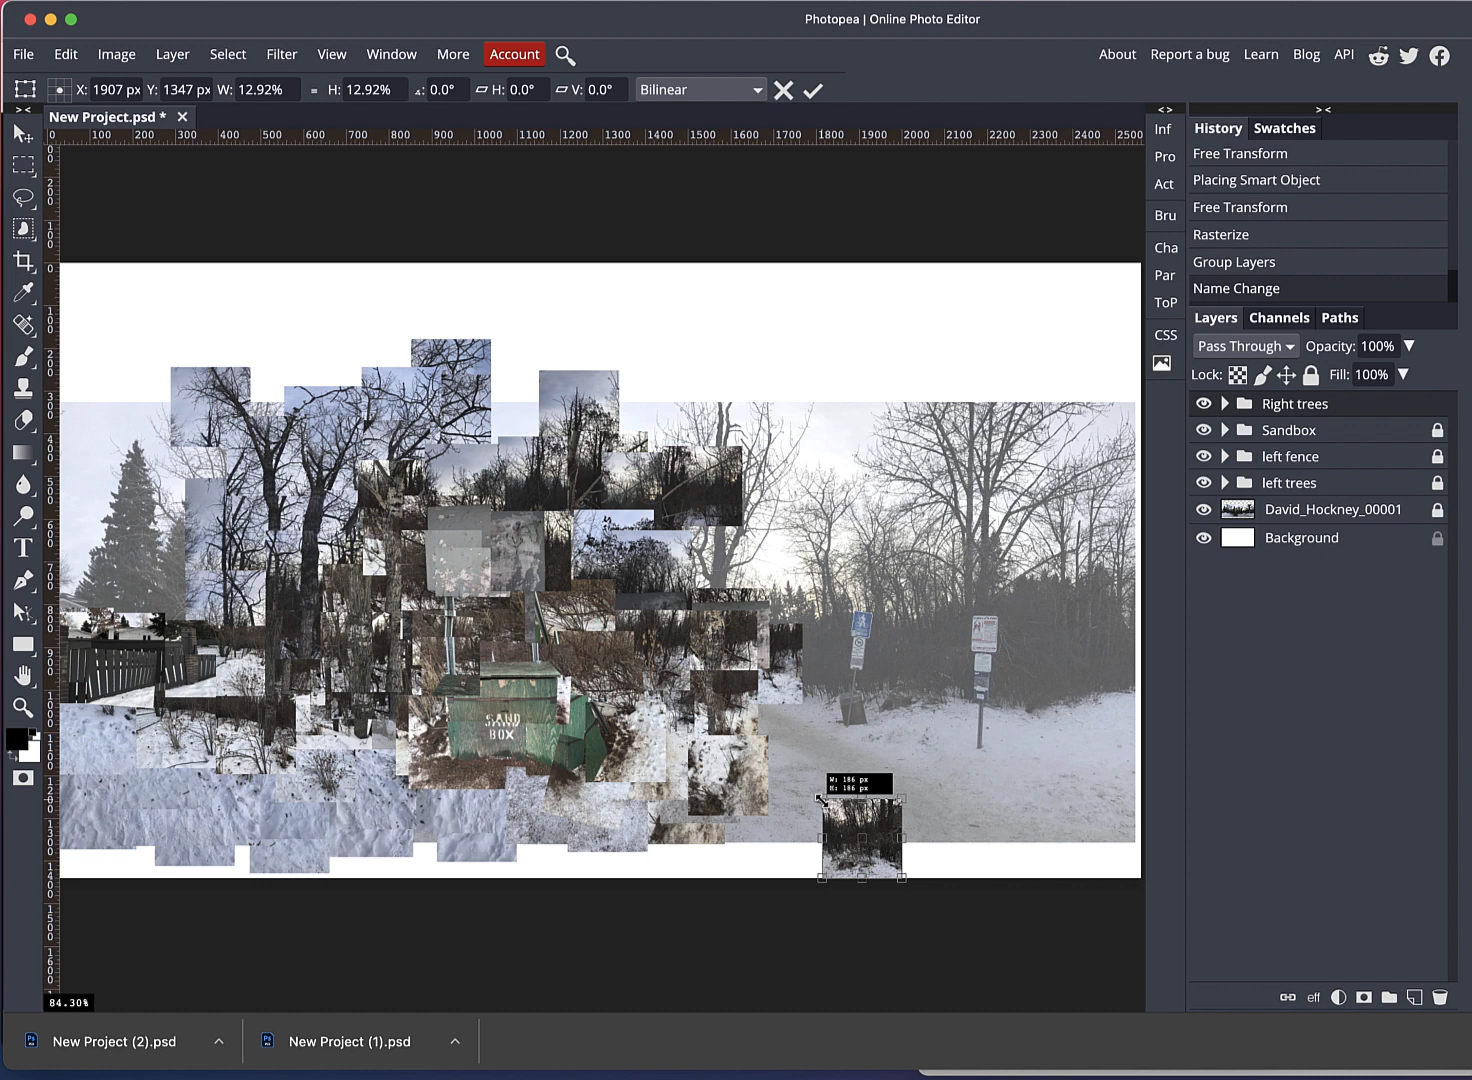 Photopea | Online Photo Editor
File Edit Image Layer Select Filter View Window More Account About Report a bug Learn Blog API
X: 1907 px Y: 1347 px W: 12.92% = H: 12.92% 0.0° H: 0.0° V: 0.0° Bilinear
> <
New Project.psd *
0 100 200 300 400 500 600 700 800 900 1000 1100 1200 1300 1400 1500 1600 1700 1800 1900 2000 2100 2200 2300 2400 2500
< >
> <
Inf
Pro
Act
Bru
Cha
Par
ToP
CSS
History Swatches
Free Transform
Placing Smart Object
Free Transform
Rasterize
Group Layers
Name Change
Layers Channels Paths
Pass Through Opacity: 100%
Lock: Fill: 100%
Right trees
Sandbox
left fence
left trees
David_Hockney_00001
Background
SAND
BOX
W: 186 px
H: 186 px
84.30%
eff
New Project (2).psd
New Project (1).psd